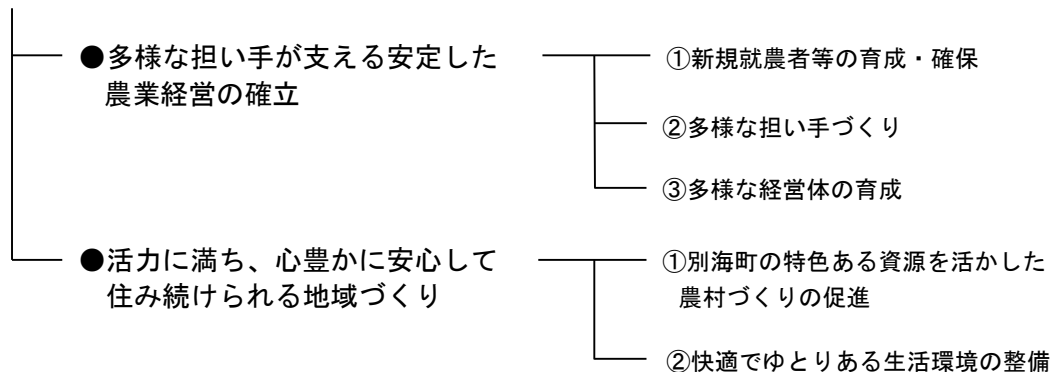 ●多様な担い手が支える安定した
農業経営の確立
①新規就農者等の育成・確保
②多様な担い手づくり
③多様な経営体の育成
●活力に満ち、心豊かに安心して
住み続けられる地域づくり
①別海町の特色ある資源を活かした
農村づくりの促進
②快適でゆとりある生活環境の整備